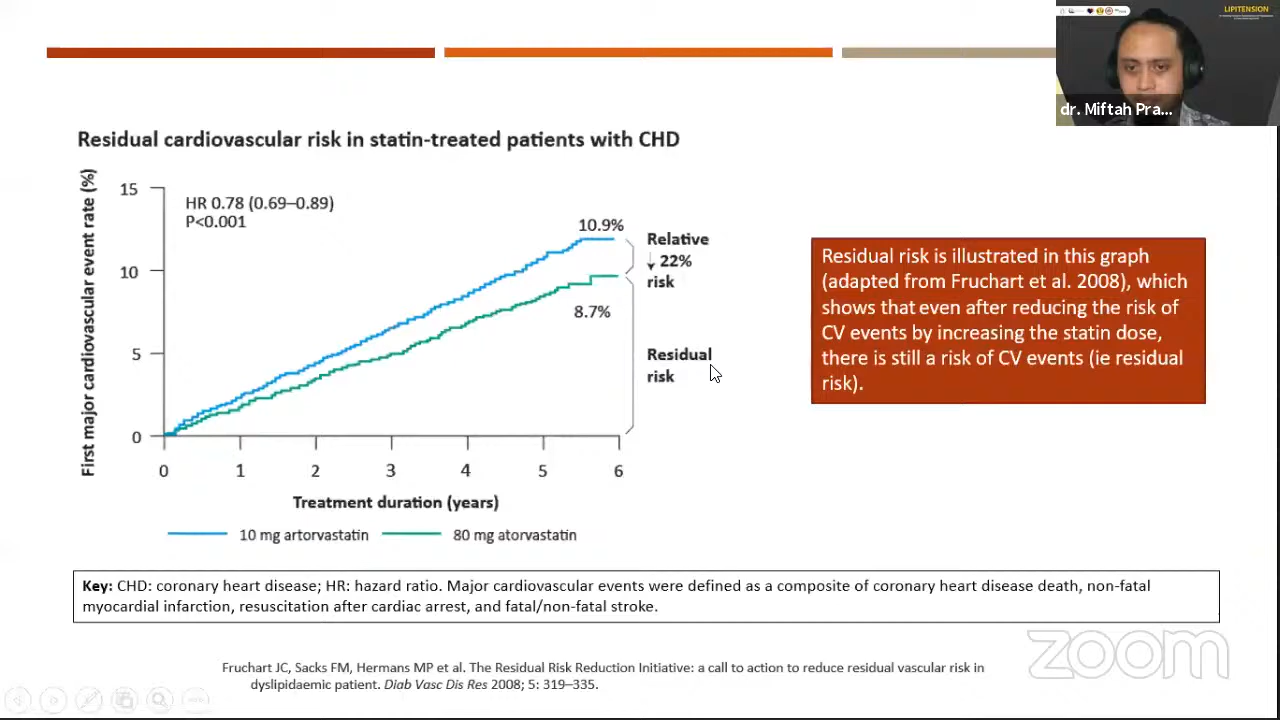 LIPITENSION
dr. Miftah Pra...
Residual cardiovascular risk in statin-treated patients with CHD
First major cardiovascular event rate (%)
15
10
5
0
HR 0.78 (0.69–0.89)
P<0.001
10.9%
8.7%
Relative
↓ 22%
risk
Residual
risk
0 1 2 3 4 5 6
Treatment duration (years)
10 mg artorvastatin 80 mg atorvastatin
Residual risk is illustrated in this graph
(adapted from Fruchart et al. 2008), which
shows that even after reducing the risk of
CV events by increasing the statin dose,
there is still a risk of CV events (ie residual
risk).
Key: CHD: coronary heart disease; HR: hazard ratio. Major cardiovascular events were defined as a composite of coronary heart disease death, non-fatal
myocardial infarction, resuscitation after cardiac arrest, and fatal/non-fatal stroke.
Fruchart JC, Sacks FM, Hermans MP et al. The Residual Risk Reduction Initiative: a call to action to reduce residual vascular risk in
dyslipidaemic patient. Diab Vasc Dis Res 2008; 5: 319–335.
zoom